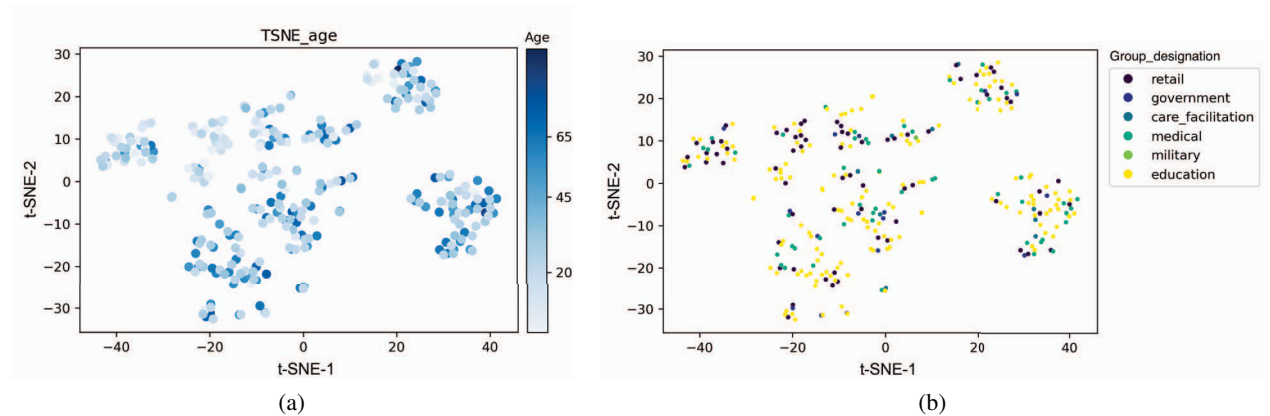 TSNE_age
Age
30
20
10
0
−10
−20
−30
t-SNE-2
−40
−20
0
20
40
t-SNE-1
65
45
20
(a)
30
20
10
0
−10
−20
−30
t-SNE-2
−40
−20
0
20
40
t-SNE-1
Group_designation
retail
government
care_facilitation
medical
military
education
(b)